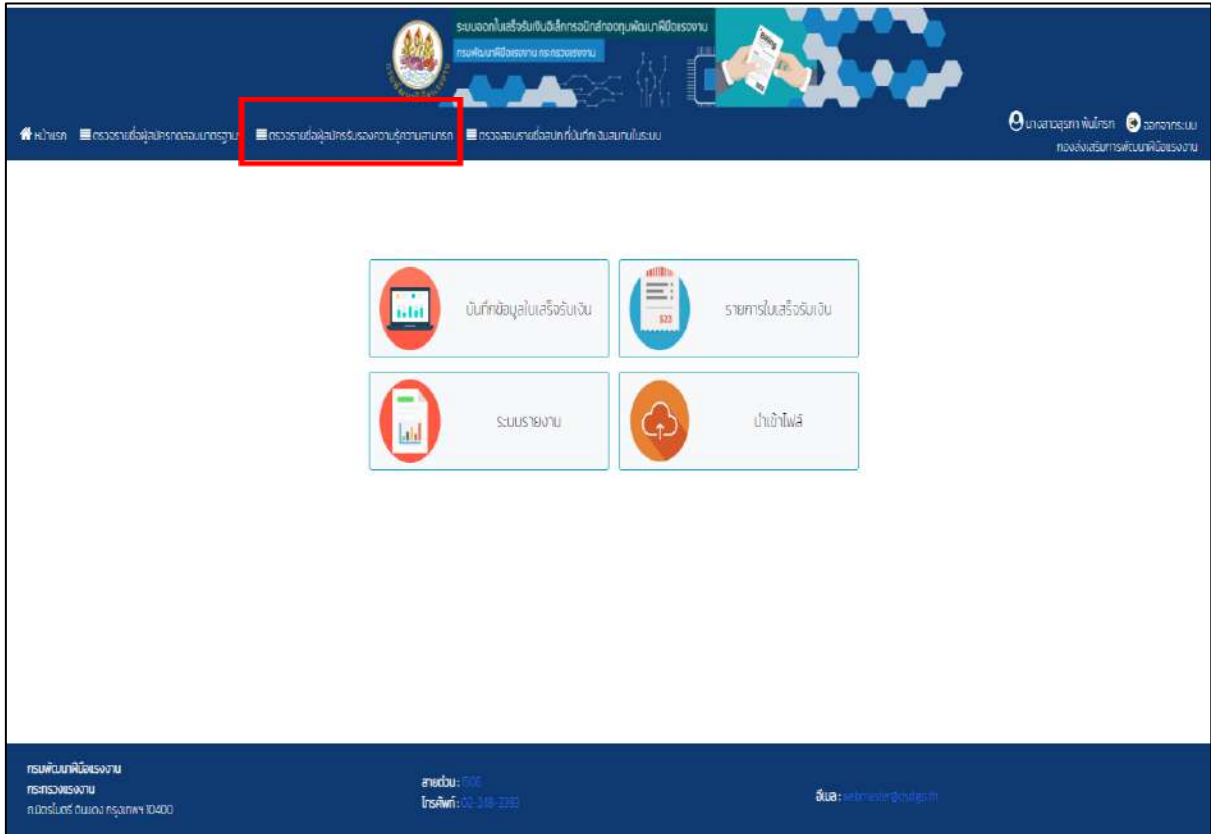 ระบบออกใบเสร็จรับเงินอิเล็กทรอนิกส์กองทุนพัฒนาฝีมือแรงงาน
กรมพัฒนาฝีมือแรงงาน กระทรวงแรงงาน
หน้าแรก ตรวจรายชื่อผู้สมัครทดสอบมาตรฐานฯ ตรวจรายชื่อผู้สมัครรับรองความรู้ความสามารถ ตรวจสอบรายชื่อสปก.ที่บันทึกเงินสมทบในระบบ
ออกจากระบบ
กองส่งเสริมการพัฒนาฝีมือแรงงาน
บันทึกข้อมูลใบเสร็จรับเงิน
รายการใบเสร็จรับเงิน
ระบบรายงาน
นำเข้าไฟล์
กรมพัฒนาฝีมือแรงงาน
กระทรวงแรงงาน
ถ.มิตรไมตรี ดินแดง กรุงเทพฯ 10400
สายด่วน :
โทรศัพท์ :
อีเมล :